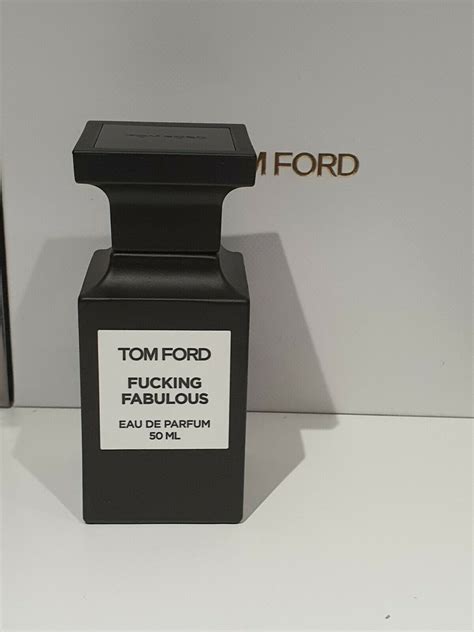 M FORD
TOM FORD
FUCKING
FABULOUS
EAU DE PARFUM
50 ML